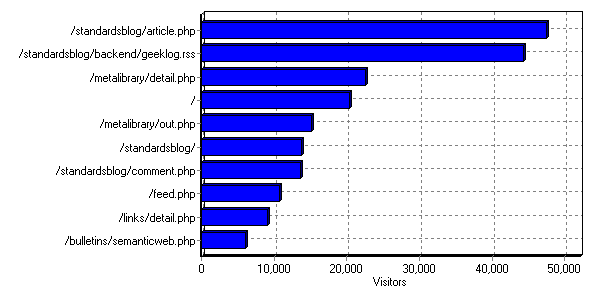 /standardsblog/article.php
/standardsblog/backend/geeklog.rss
/metalibrary/detail.php
/
/metalibrary/out.php
/standardsblog/
/standardsblog/comment.php
/feed.php
/links/detail.php
/bulletins/semanticweb.php
0 10,000 20,000 30,000 40,000 50,000
Visitors